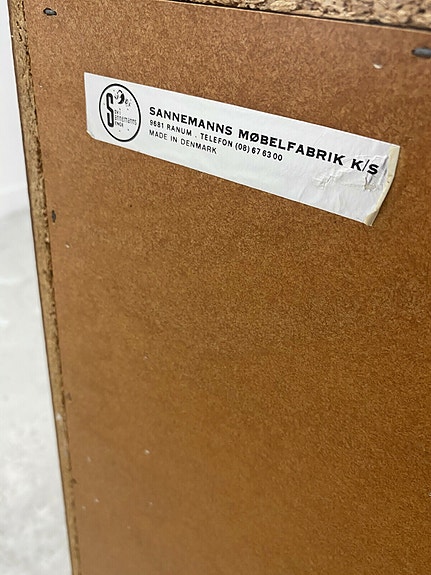 SANNEMANNS MØBELFABRIK K/S
9681 RANUM . TELEFON (08) 67 63 00
MADE IN DENMARK